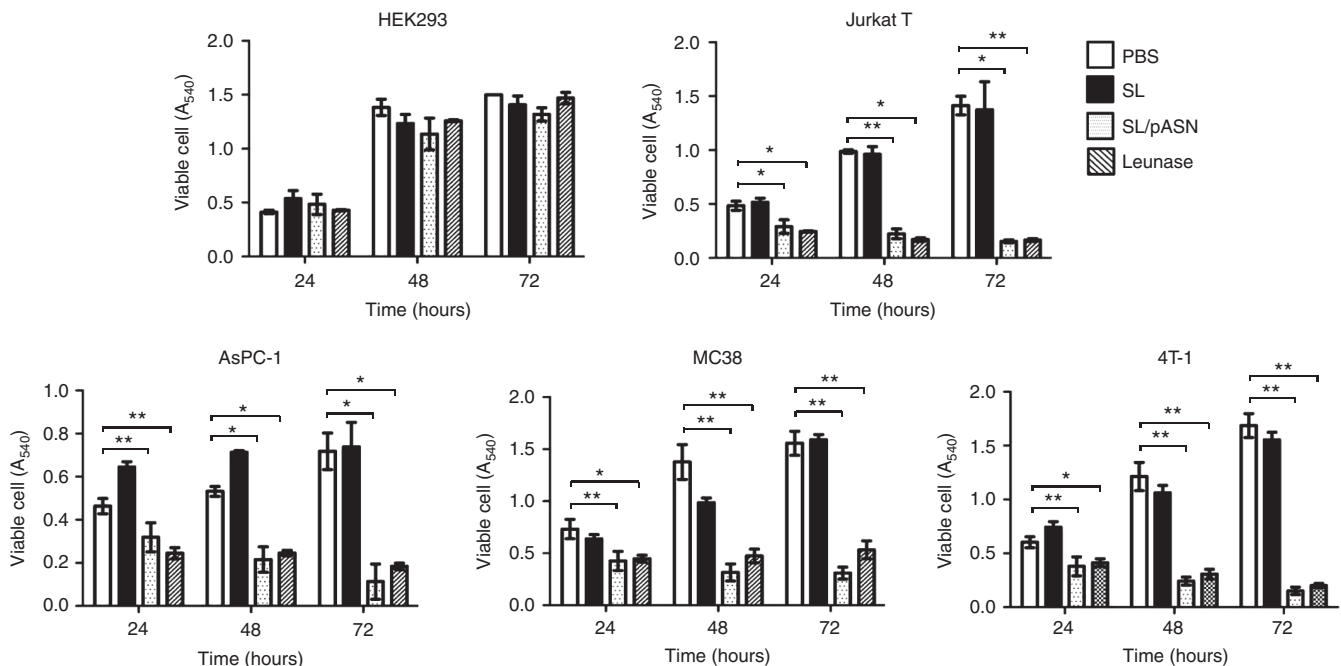 HEK293
Viable cell (A540)
2.0
1.5
1.0
0.5
0.0
24 48 72
Time (hours)
Jurkat T
Viable cell (A540)
2.0
1.5
1.0
0.5
0.0
* * ** * * **
24 48 72
Time (hours)
PBS
SL
SL/pASN
Leunase
AsPC-1
Viable cell (A540)
1.0
0.8
0.6
0.4
0.2
0.0
** ** * * * *
24 48 72
Time (hours)
MC38
Viable cell (A540)
2.0
1.5
1.0
0.5
0.0
** * ** ** ** **
24 48 72
Time (hours)
4T-1
Viable cell (A540)
2.0
1.5
1.0
0.5
0.0
** * ** ** ** **
24 48 72
Time (hours)